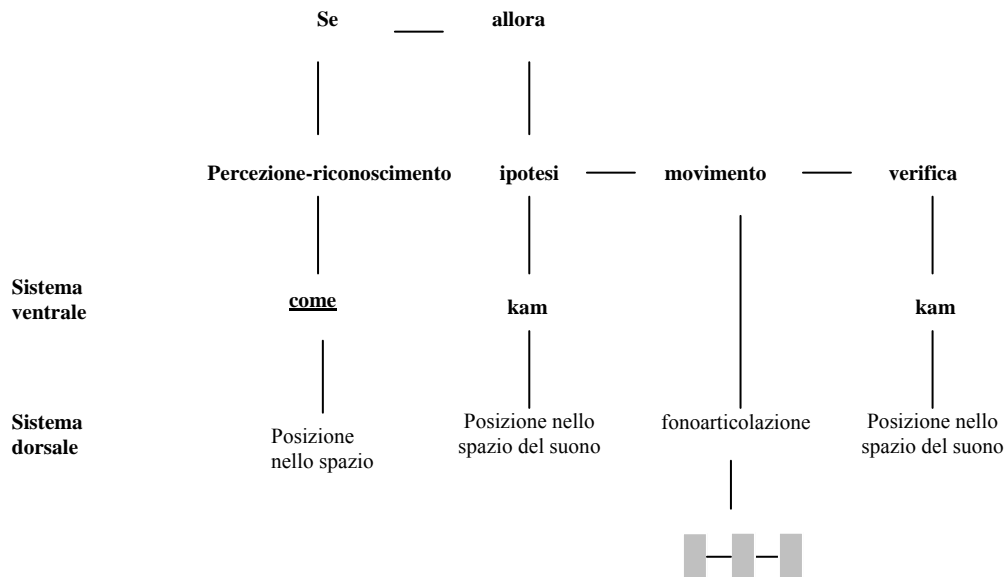 Se allora
Percezione-riconoscimento ipotesi movimento verifica
Sistema
ventrale
come
kam
kam
Sistema
dorsale
Posizione
nello spazio
Posizione nello
spazio del suono
fonoarticolazione
Posizione nello
spazio del suono